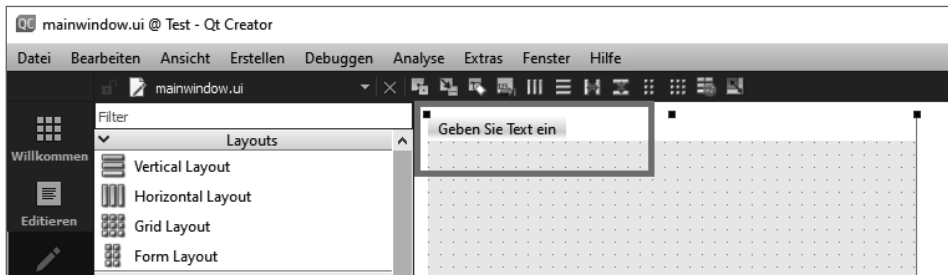 QC mainwindow.ui @ Test - Qt Creator
Datei Bearbeiten Ansicht Erstellen Debuggen Analyse Extras Fenster Hilfe
mainwindow.ui
Filter
Layouts
Geben Sie Text ein
Willkommen
Vertical Layout
Horizontal Layout
Editieren
Grid Layout
Form Layout